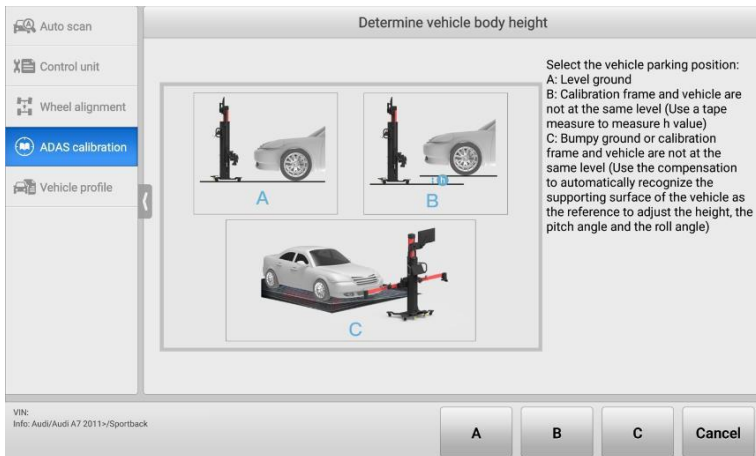 Determine vehicle body height
Auto scan
Control unit
Wheel alignment
ADAS calibration
Vehicle profile
A
B
h
C
Select the vehicle parking position:
A: Level ground
B: Calibration frame and vehicle are
not at the same level (Use a tape
measure to measure h value)
C: Bumpy ground or calibration
frame and vehicle are not at the
same level (Use the compensation
to automatically recognize the
supporting surface of the vehicle as
the reference to adjust the height, the
pitch angle and the roll angle)
VIN:
Info: Audi/Audi A7 2011>/Sportback
A
B
C
Cancel